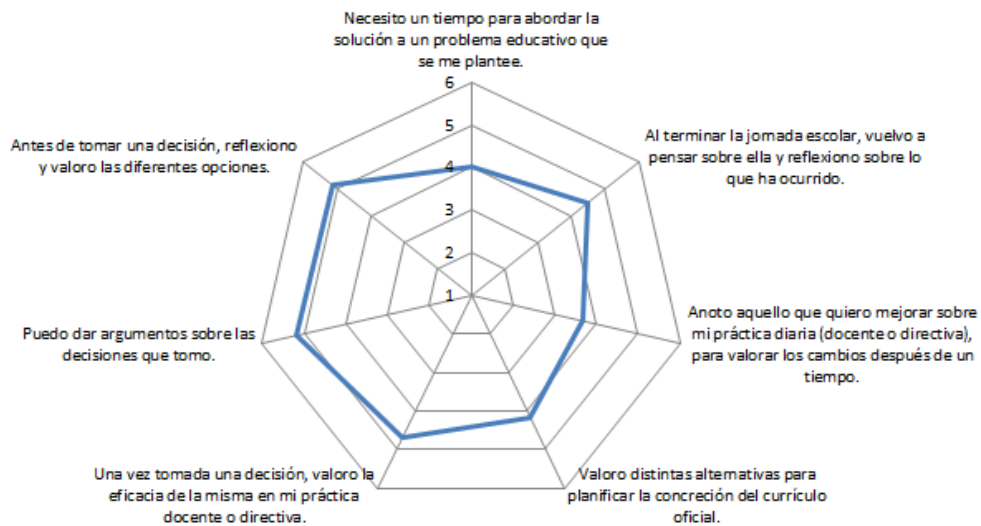 Necesito un tiempo para abordar la
solución a un problema educativo que
se me plantee.
6
5
4
3
2
1
Al terminar la jornada escolar, vuelvo a
pensar sobre ella y reflexiono sobre lo
que ha ocurrido.
Anoto aquello que quiero mejorar sobre
mi práctica diaria (docente o directiva),
para valorar los cambios después de un
tiempo.
Valoro distintas alternativas para
planificar la concreción del currículo
oficial.
Una vez tomada una decisión, valoro la
eficacia de la misma en mi práctica
docente o directiva.
Puedo dar argumentos sobre las
decisiones que tomo.
Antes de tomar una decisión, reflexiono
y valoro las diferentes opciones.